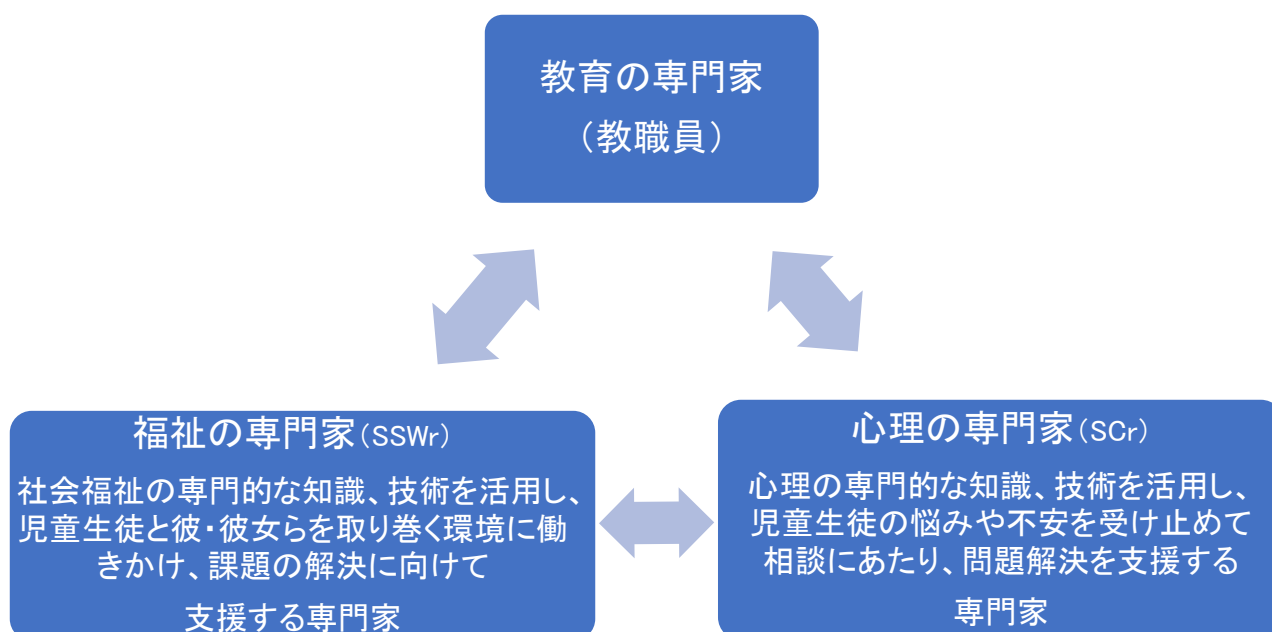 教育の専門家
（教職員）
福祉の専門家（SSWr）
社会福祉の専門的な知識、技術を活用し、
児童生徒と彼・彼女らを取り巻く環境に働
きかけ、課題の解決に向けて
支援する専門家
心理の専門家（SCr）
心理の専門的な知識、技術を活用し、
児童生徒の悩みや不安を受け止めて
相談にあたり、問題解決を支援する
専門家